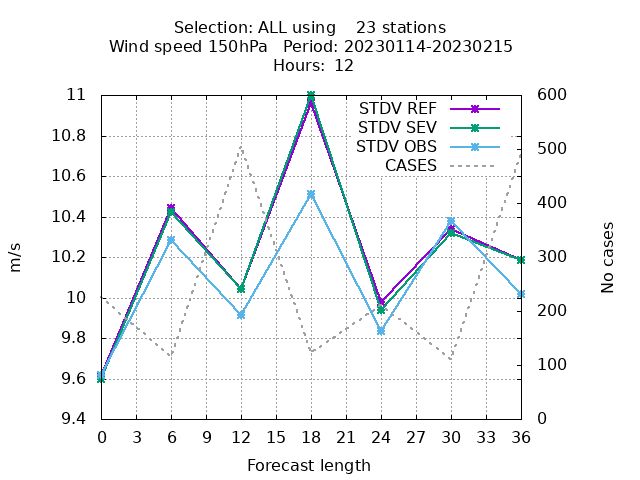 Selection: ALL using    23 stations
Wind speed 150hPa   Period: 20230114-20230215
Hours:  12
STDV REF
STDV SEV
STDV OBS
CASES
11
10.8
10.6
10.4
10.2
10
9.8
9.6
9.4
m/s
600
500
400
300
200
100
0
No cases
0 3 6 9 12 15 18 21 24 27 30 33 36
Forecast length